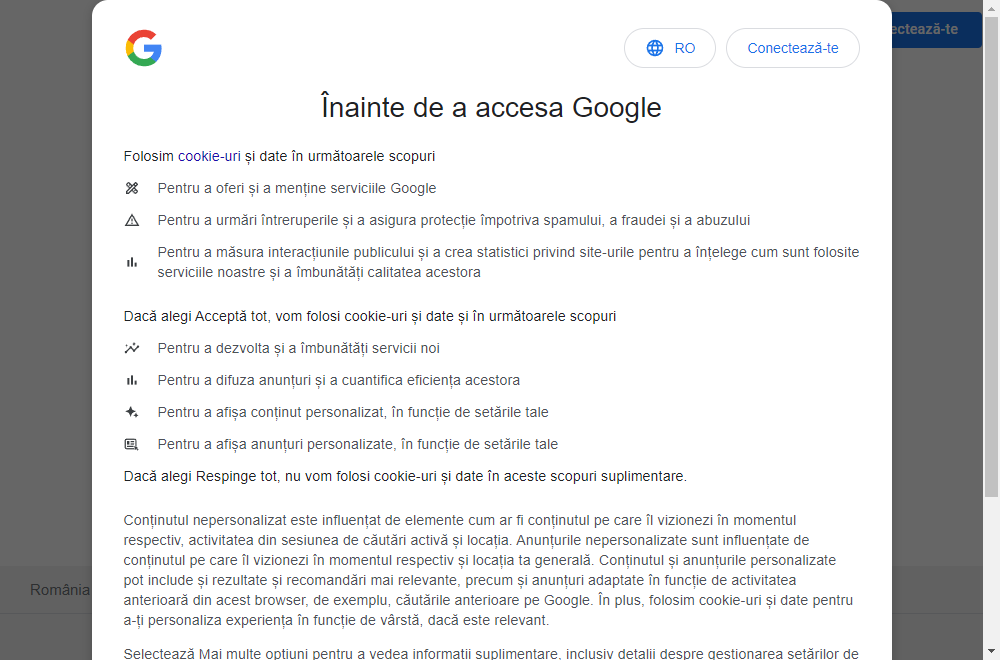 ectează-te
RO
Conectează-te
Înainte de a accesa Google
Folosim cookie-uri și date în următoarele scopuri
Pentru a oferi și a menține serviciile Google
Pentru a urmări întreruperile și a asigura protecție împotriva spamului, a fraudei și a abuzului
Pentru a măsura interacțiunile publicului și a crea statistici privind site-urile pentru a înțelege cum sunt folosite
serviciile noastre și a îmbunătăți calitatea acestora
Dacă alegi Acceptă tot, vom folosi cookie-uri și date și în următoarele scopuri
Pentru a dezvolta și a îmbunătăți servicii noi
Pentru a difuza anunțuri și a cuantifica eficiența acestora
Pentru a afișa conținut personalizat, în funcție de setările tale
Pentru a afișa anunțuri personalizate, în funcție de setările tale
Dacă alegi Respinge tot, nu vom folosi cookie-uri și date în aceste scopuri suplimentare.
Conținutul nepersonalizat este influențat de elemente cum ar fi conținutul pe care îl vizionezi în momentul
respectiv, activitatea din sesiunea de căutări activă și locația. Anunțurile nepersonalizate sunt influențate de
conținutul pe care îl vizionezi în momentul respectiv și locația ta generală. Conținutul și anunțurile personalizate
pot include și rezultate și recomandări mai relevante, precum și anunțuri adaptate în funcție de activitatea
anterioară din acest browser, de exemplu, căutările anterioare pe Google. În plus, folosim cookie-uri și date pentru
a-ți personaliza experiența în funcție de vârstă, dacă este relevant.
România
Selectează Mai multe opțiuni pentru a vedea informații suplimentare, inclusiv detalii despre gestionarea setărilor de